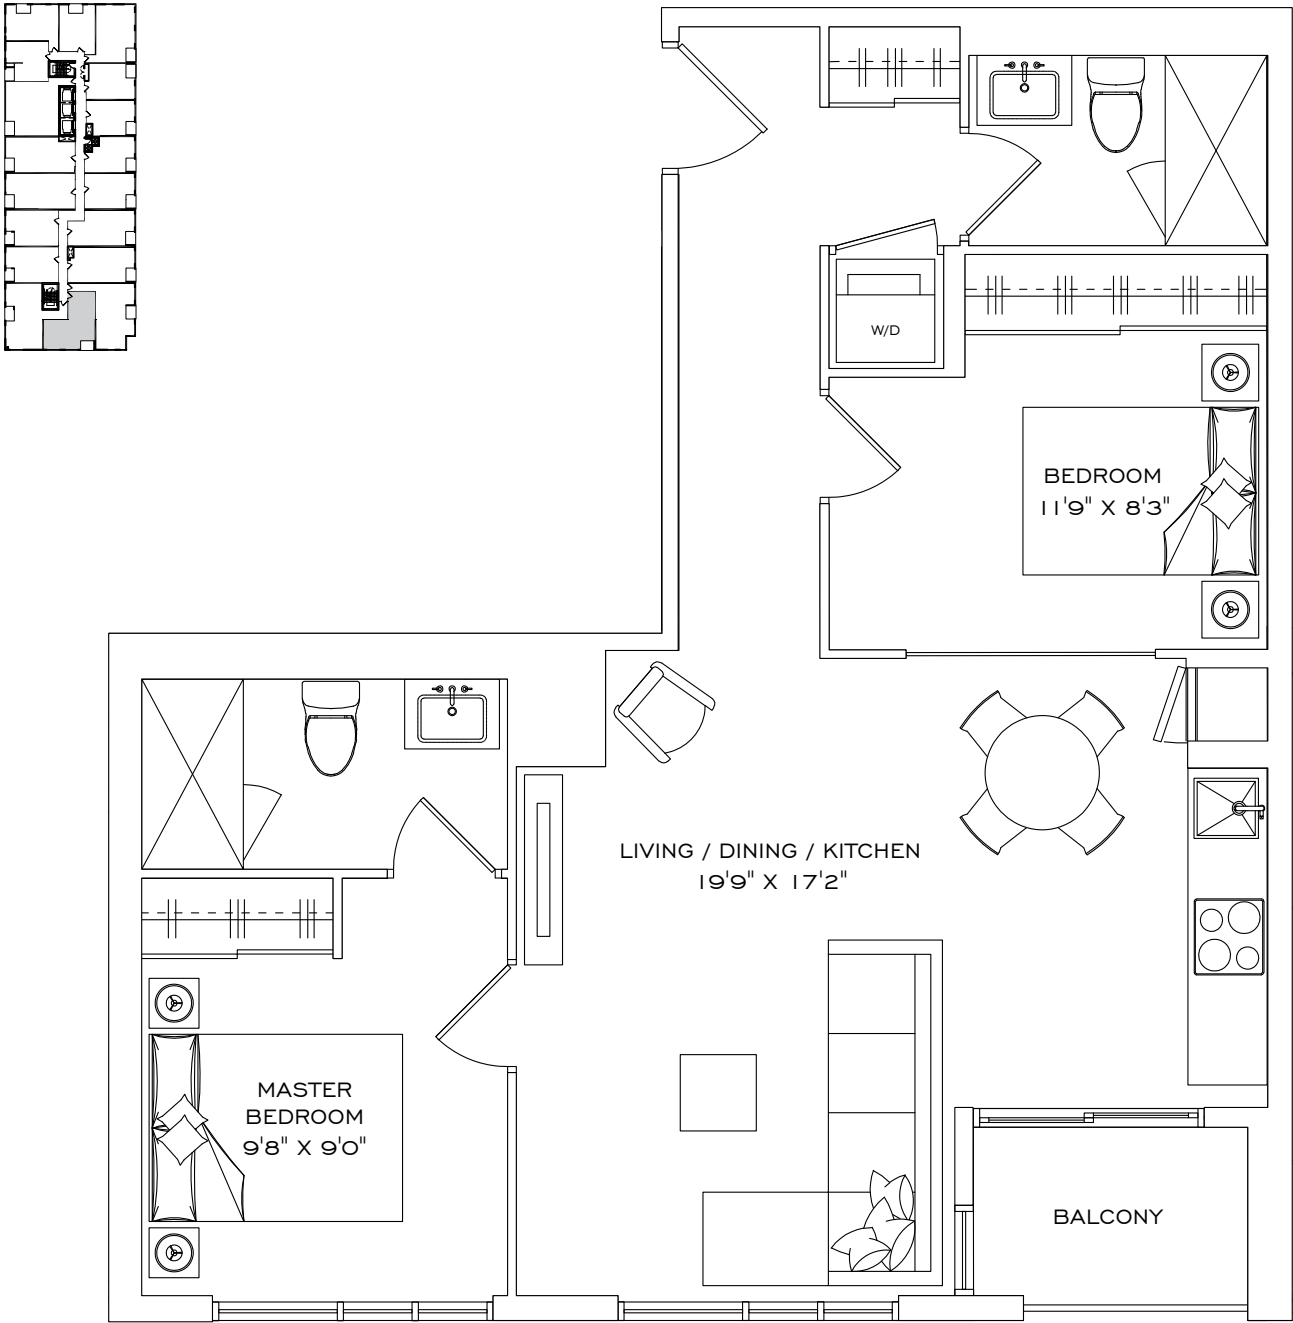 W/D
BEDROOM
11'9" X 8'3"
LIVING / DINING / KITCHEN
19'9" X 17'2"
MASTER
BEDROOM
9'8" X 9'0"
BALCONY